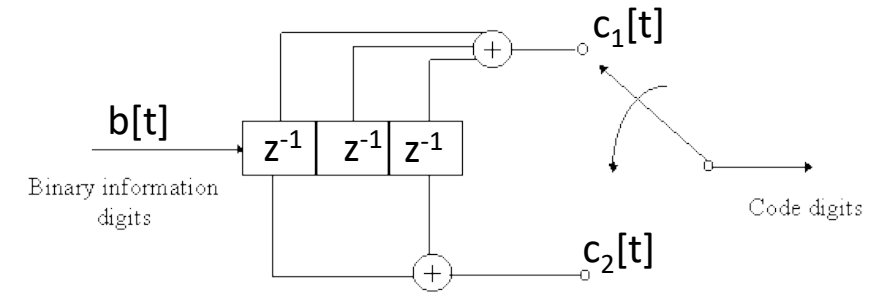 c₁[t]
+
b[t]
z⁻¹ z⁻¹ z⁻¹
Binary information
digits
Code digits
c₂[t]
+